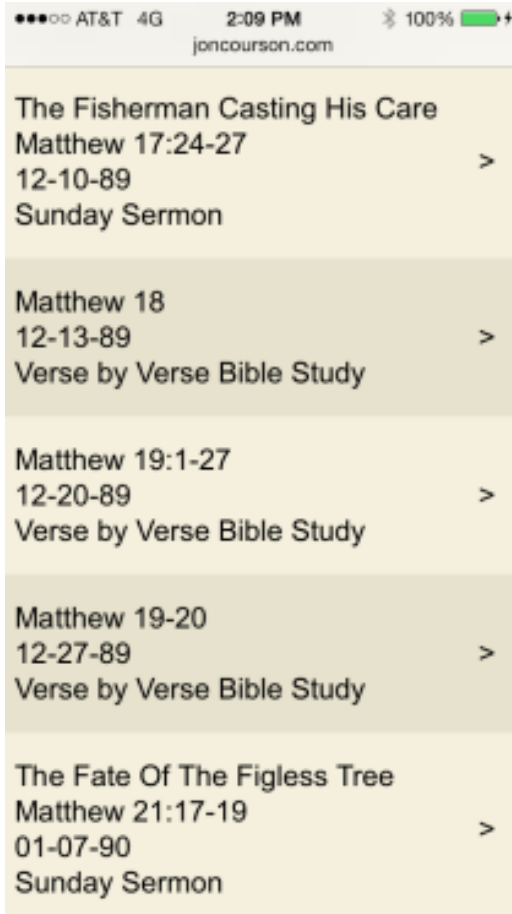 AT&T 4G 2:09 PM 100%
joncourson.com
The Fisherman Casting His Care
Matthew 17:24-27
12-10-89
Sunday Sermon
>
Matthew 18
12-13-89
Verse by Verse Bible Study
>
Matthew 19:1-27
12-20-89
Verse by Verse Bible Study
>
Matthew 19-20
12-27-89
Verse by Verse Bible Study
>
The Fate Of The Figless Tree
Matthew 21:17-19
01-07-90
Sunday Sermon
>